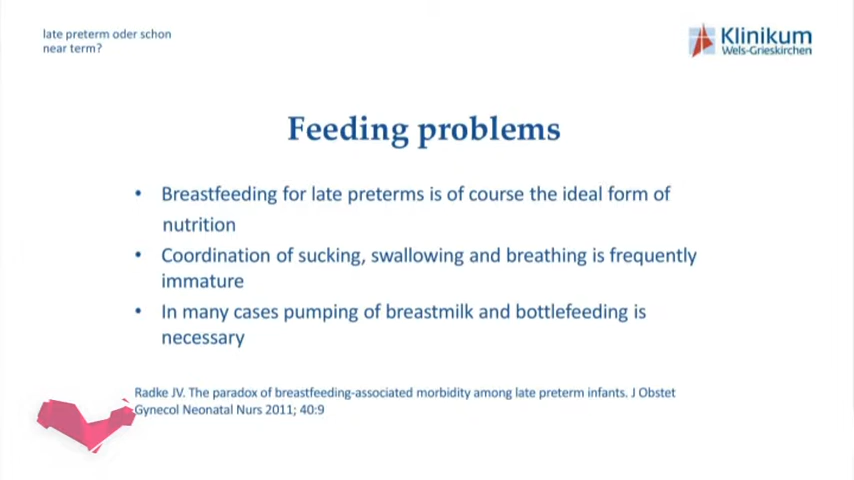 late preterm oder schon
near term?
Klinikum
Wels-Grieskirchen
Feeding problems
• Breastfeeding for late preterms is of course the ideal form of
nutrition
• Coordination of sucking, swallowing and breathing is frequently
immature
• In many cases pumping of breastmilk and bottlefeeding is
necessary
Radke JV. The paradox of breastfeeding-associated morbidity among late preterm infants. J Obstet
Gynecol Neonatal Nurs 2011; 40:9